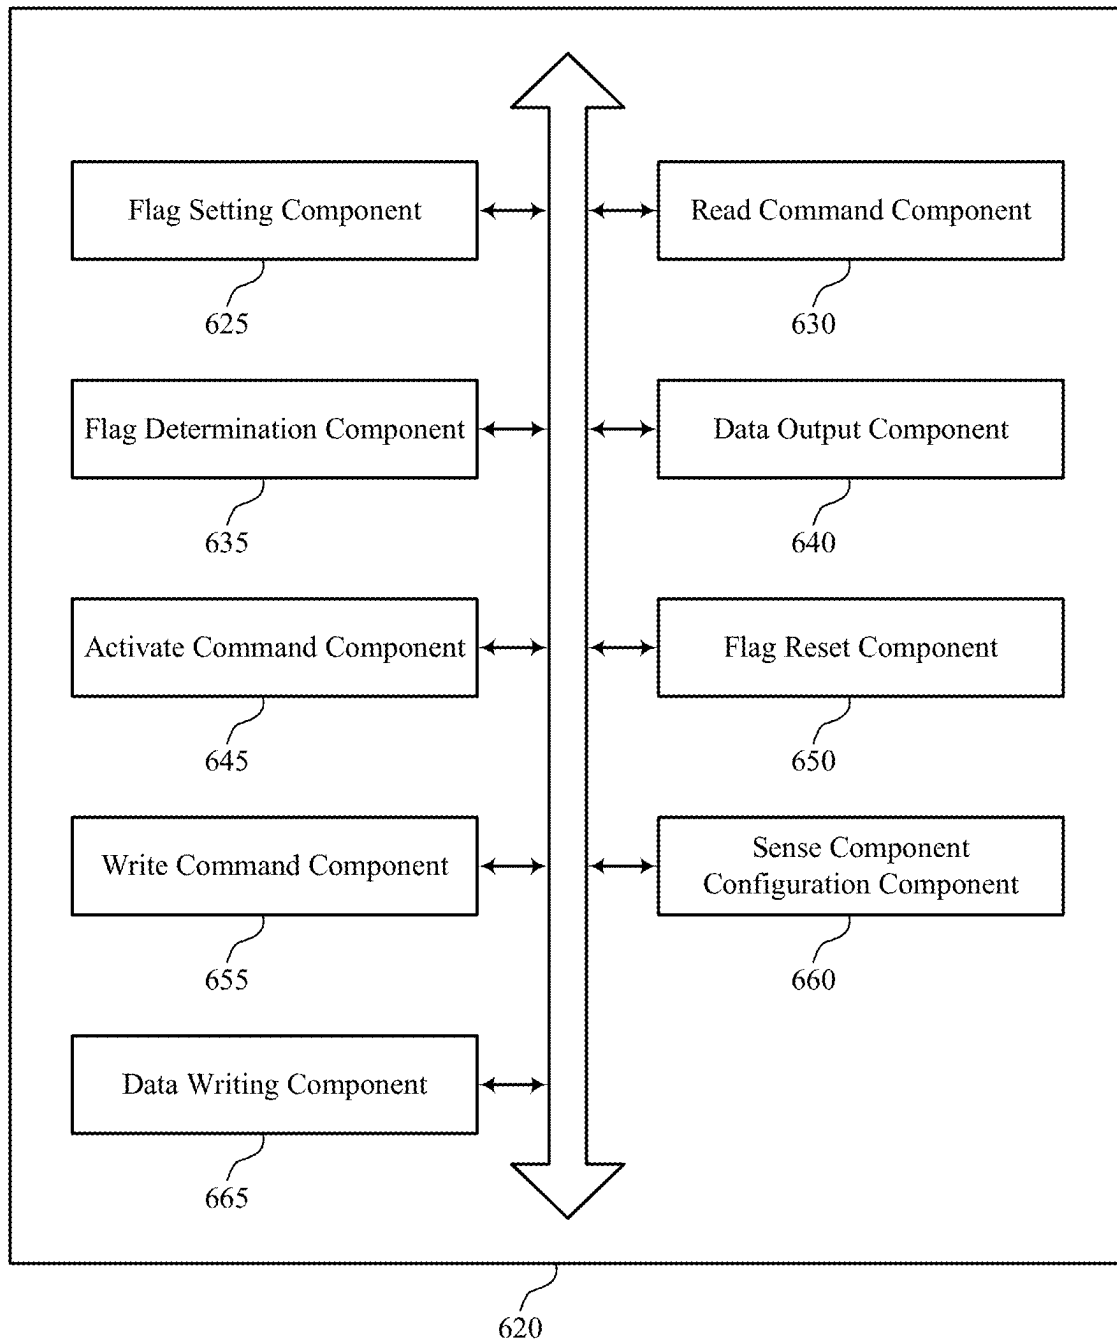 Flag Setting Component
625
Read Command Component
630
Flag Determination Component
635
Data Output Component
640
Activate Command Component
645
Flag Reset Component
650
Write Command Component
655
Sense Component
Configuration Component
660
Data Writing Component
665
620